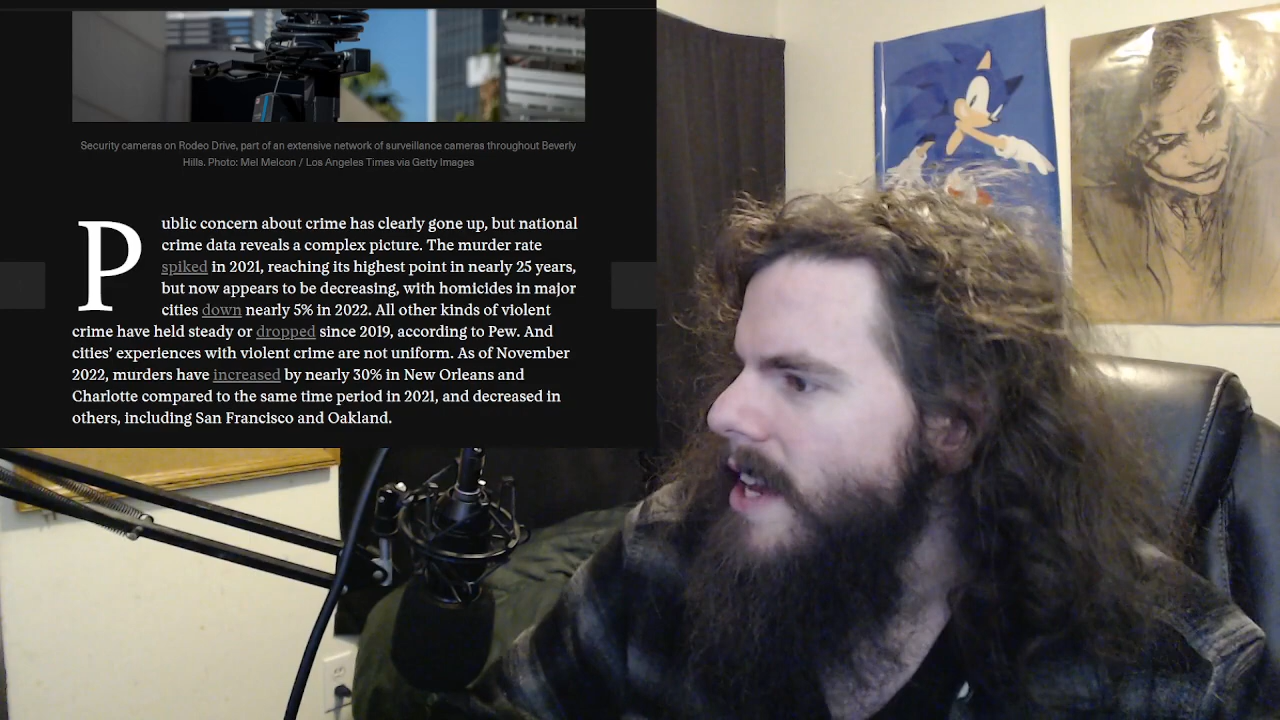 Security cameras on Rodeo Drive, part of an extensive network of surveillance cameras throughout Beverly
Hills. Photo: Mel Melcon / Los Angeles Times via Getty Images
Public concern about crime has clearly gone up, but national
crime data reveals a complex picture. The murder rate
spiked in 2021, reaching its highest point in nearly 25 years,
but now appears to be decreasing, with homicides in major
cities down nearly 5% in 2022. All other kinds of violent
crime have held steady or dropped since 2019, according to Pew. And
cities’ experiences with violent crime are not uniform. As of November
2022, murders have increased by nearly 30% in New Orleans and
Charlotte compared to the same time period in 2021, and decreased in
others, including San Francisco and Oakland.